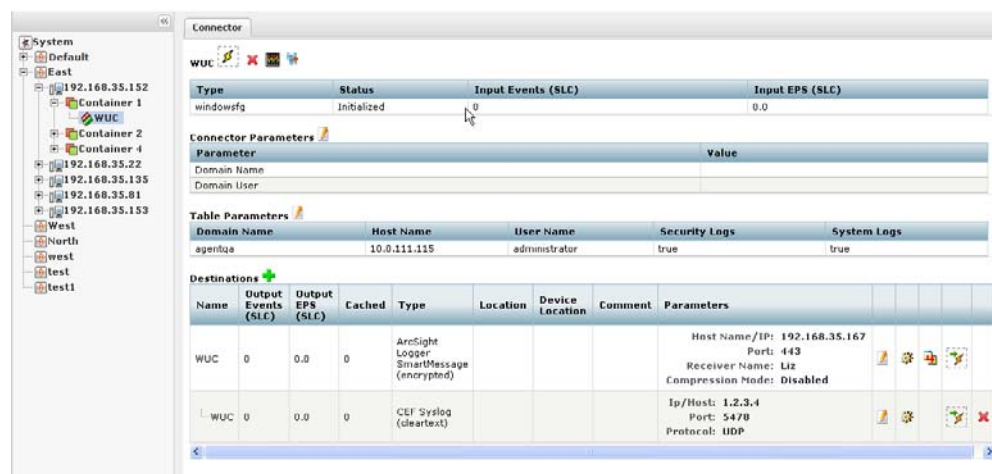 Connector
System
Default
East
192.168.35.152
Container 1
WUC
Container 2
Container 4
192.168.35.22
192.168.35.135
192.168.35.81
192.168.35.153
West
North
west
test
test1
WUC
Type Status Input Events (SLC) Input EPS (SLC)
windowsfg Initialized 0 0.0
Connector Parameters
Parameter Value
Domain Name
Domain User
Table Parameters
Domain Name Host Name User Name Security Logs System Logs
agentqa 10.0.111.115 administrator true true
Destinations
Name Output Events (SLC) Output EPS (SLC) Cached Type Location Device Location Comment Parameters
WUC 0 0.0 0 ArcSight Logger SmartMessage (encrypted)
Host Name/IP: 192.168.35.167
Port: 443
Receiver Name: Liz
Compression Mode: Disabled
WUC 0 0.0 0 CEF Syslog (cleartext)
Ip/Host: 1.2.3.4
Port: 5478
Protocol: UDP